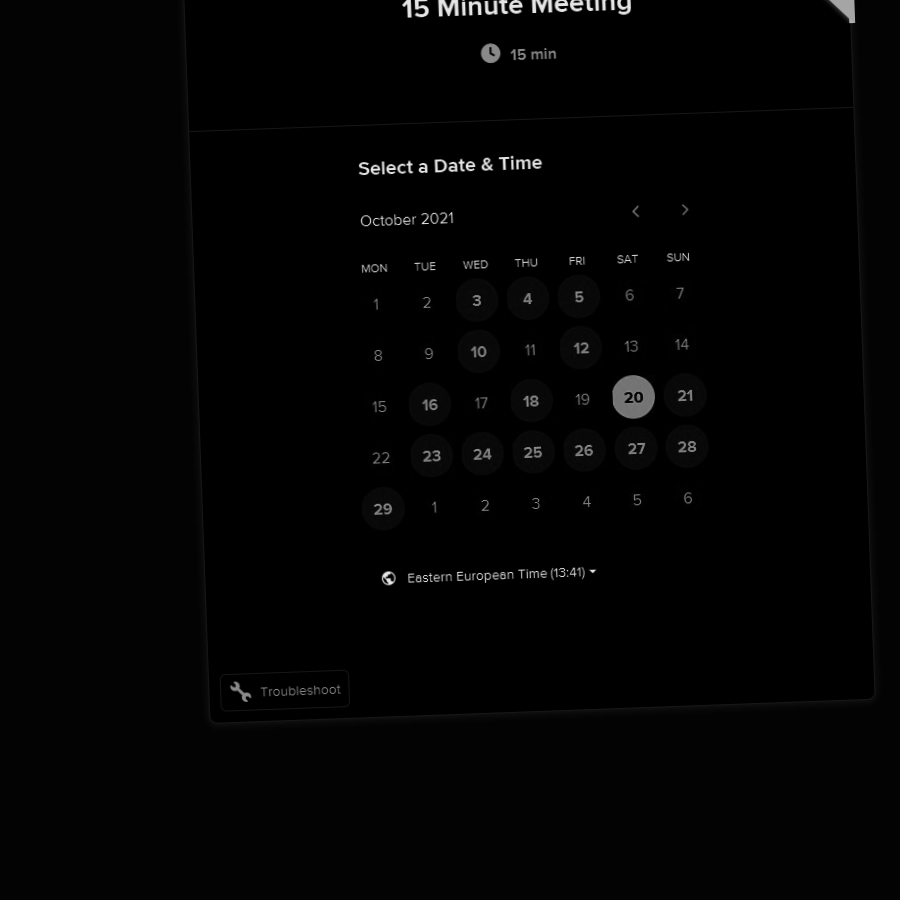 15 Minute Meeting
15 min
Select a Date & Time
October 2021
MON TUE WED THU FRI SAT SUN
1 2 3 4 5 6 7
8 9 10 11 12 13 14
15 16 17 18 19 20 21
22 23 24 25 26 27 28
29 1 2 3 4 5 6
Eastern European Time (13:41)
Troubleshoot